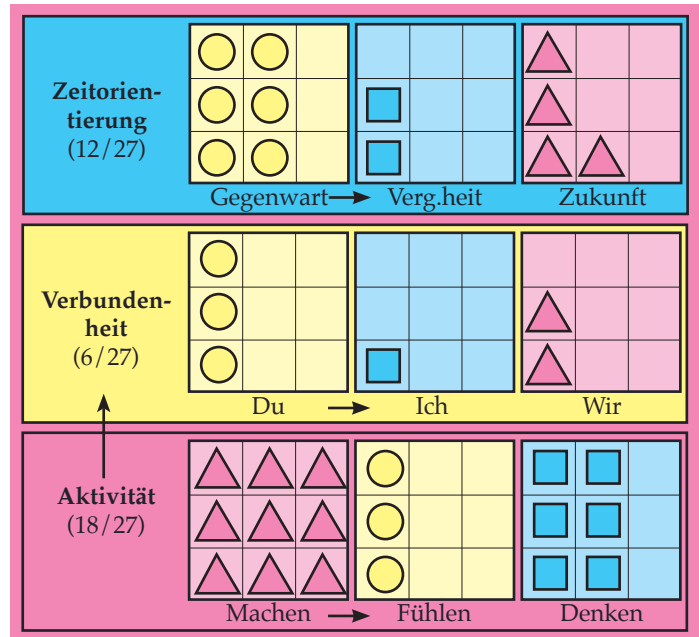 Zeitorien-
tierung
(12/27)
Gegenwart → Verg.heit Zukunft
Verbunden-
heit
(6/27)
Du → Ich Wir
Aktivität
(18/27)
Machen → Fühlen Denken